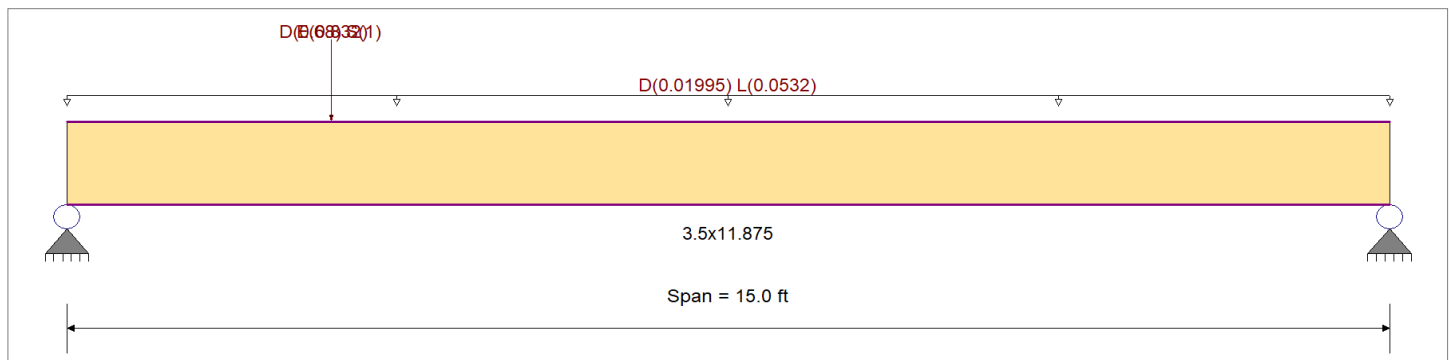 D(0.01995) L(0.0532)
3.5x11.875
Span = 15.0 ft